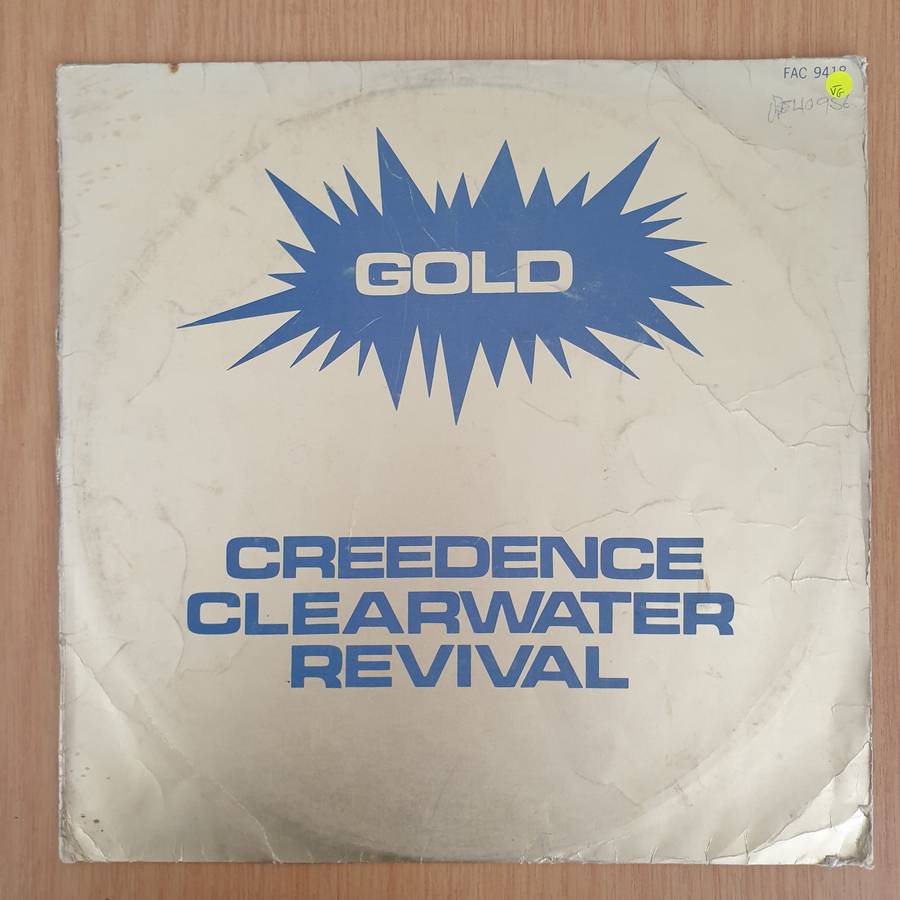 FAC 9418
VG
GOLD
CREEDENCE
CLEARWATER
REVIVAL